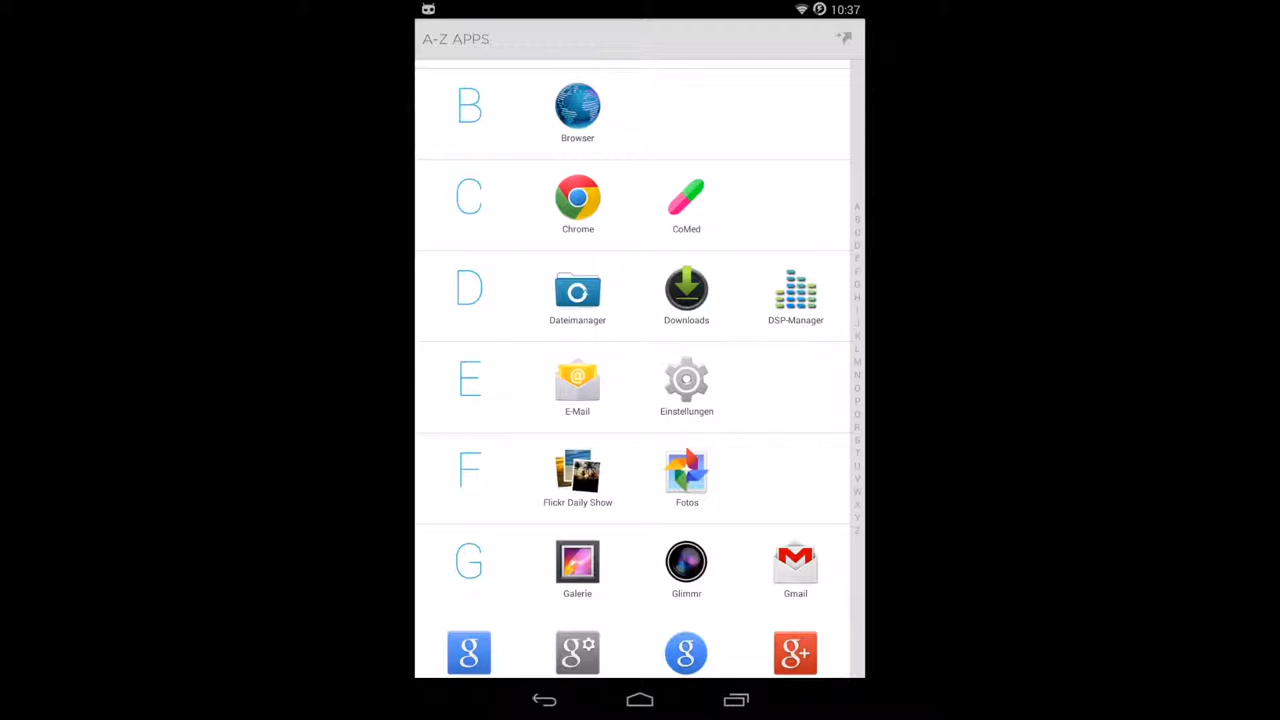 10:37
A-Z APPS
B
Browser
C
Chrome
CoMed
D
Dateimanager
Downloads
DSP-Manager
E
E-Mail
Einstellungen
F
Flickr Daily Show
Fotos
G
Galerie
Glimmr
Gmail
g
g
g
g+
A
B
C
D
E
F
G
H
I
J
K
L
M
N
O
P
Q
R
S
T
U
V
W
X
Y
Z